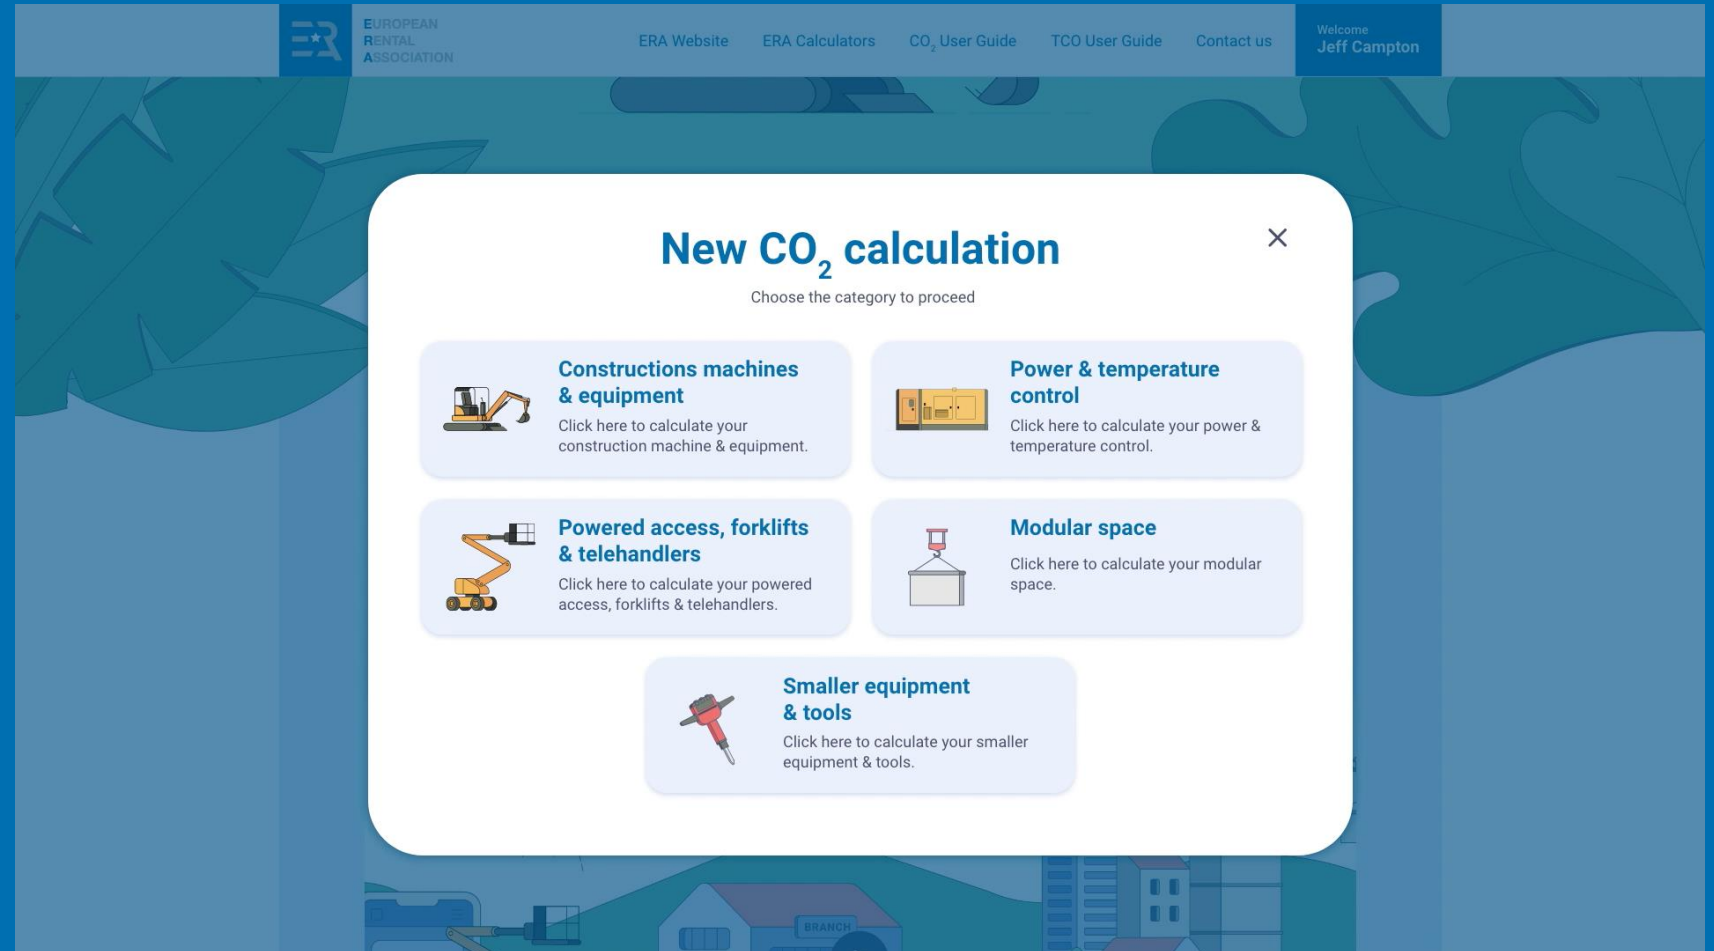 EUROPEAN
RENTAL
ASSOCIATION
ERA Website
ERA Calculators
CO₂ User Guide
TCO User Guide
Contact us
Welcome
Jeff Campton
New CO₂ calculation
Choose the category to proceed
Constructions machines
& equipment
Click here to calculate your
construction machine & equipment.
Power & temperature
control
Click here to calculate your power &
temperature control.
Powered access, forklifts
& telehandlers
Click here to calculate your powered
access, forklifts & telehandlers.
Modular space
Click here to calculate your modular
space.
Smaller equipment
& tools
Click here to calculate your smaller
equipment & tools.
BRANCH